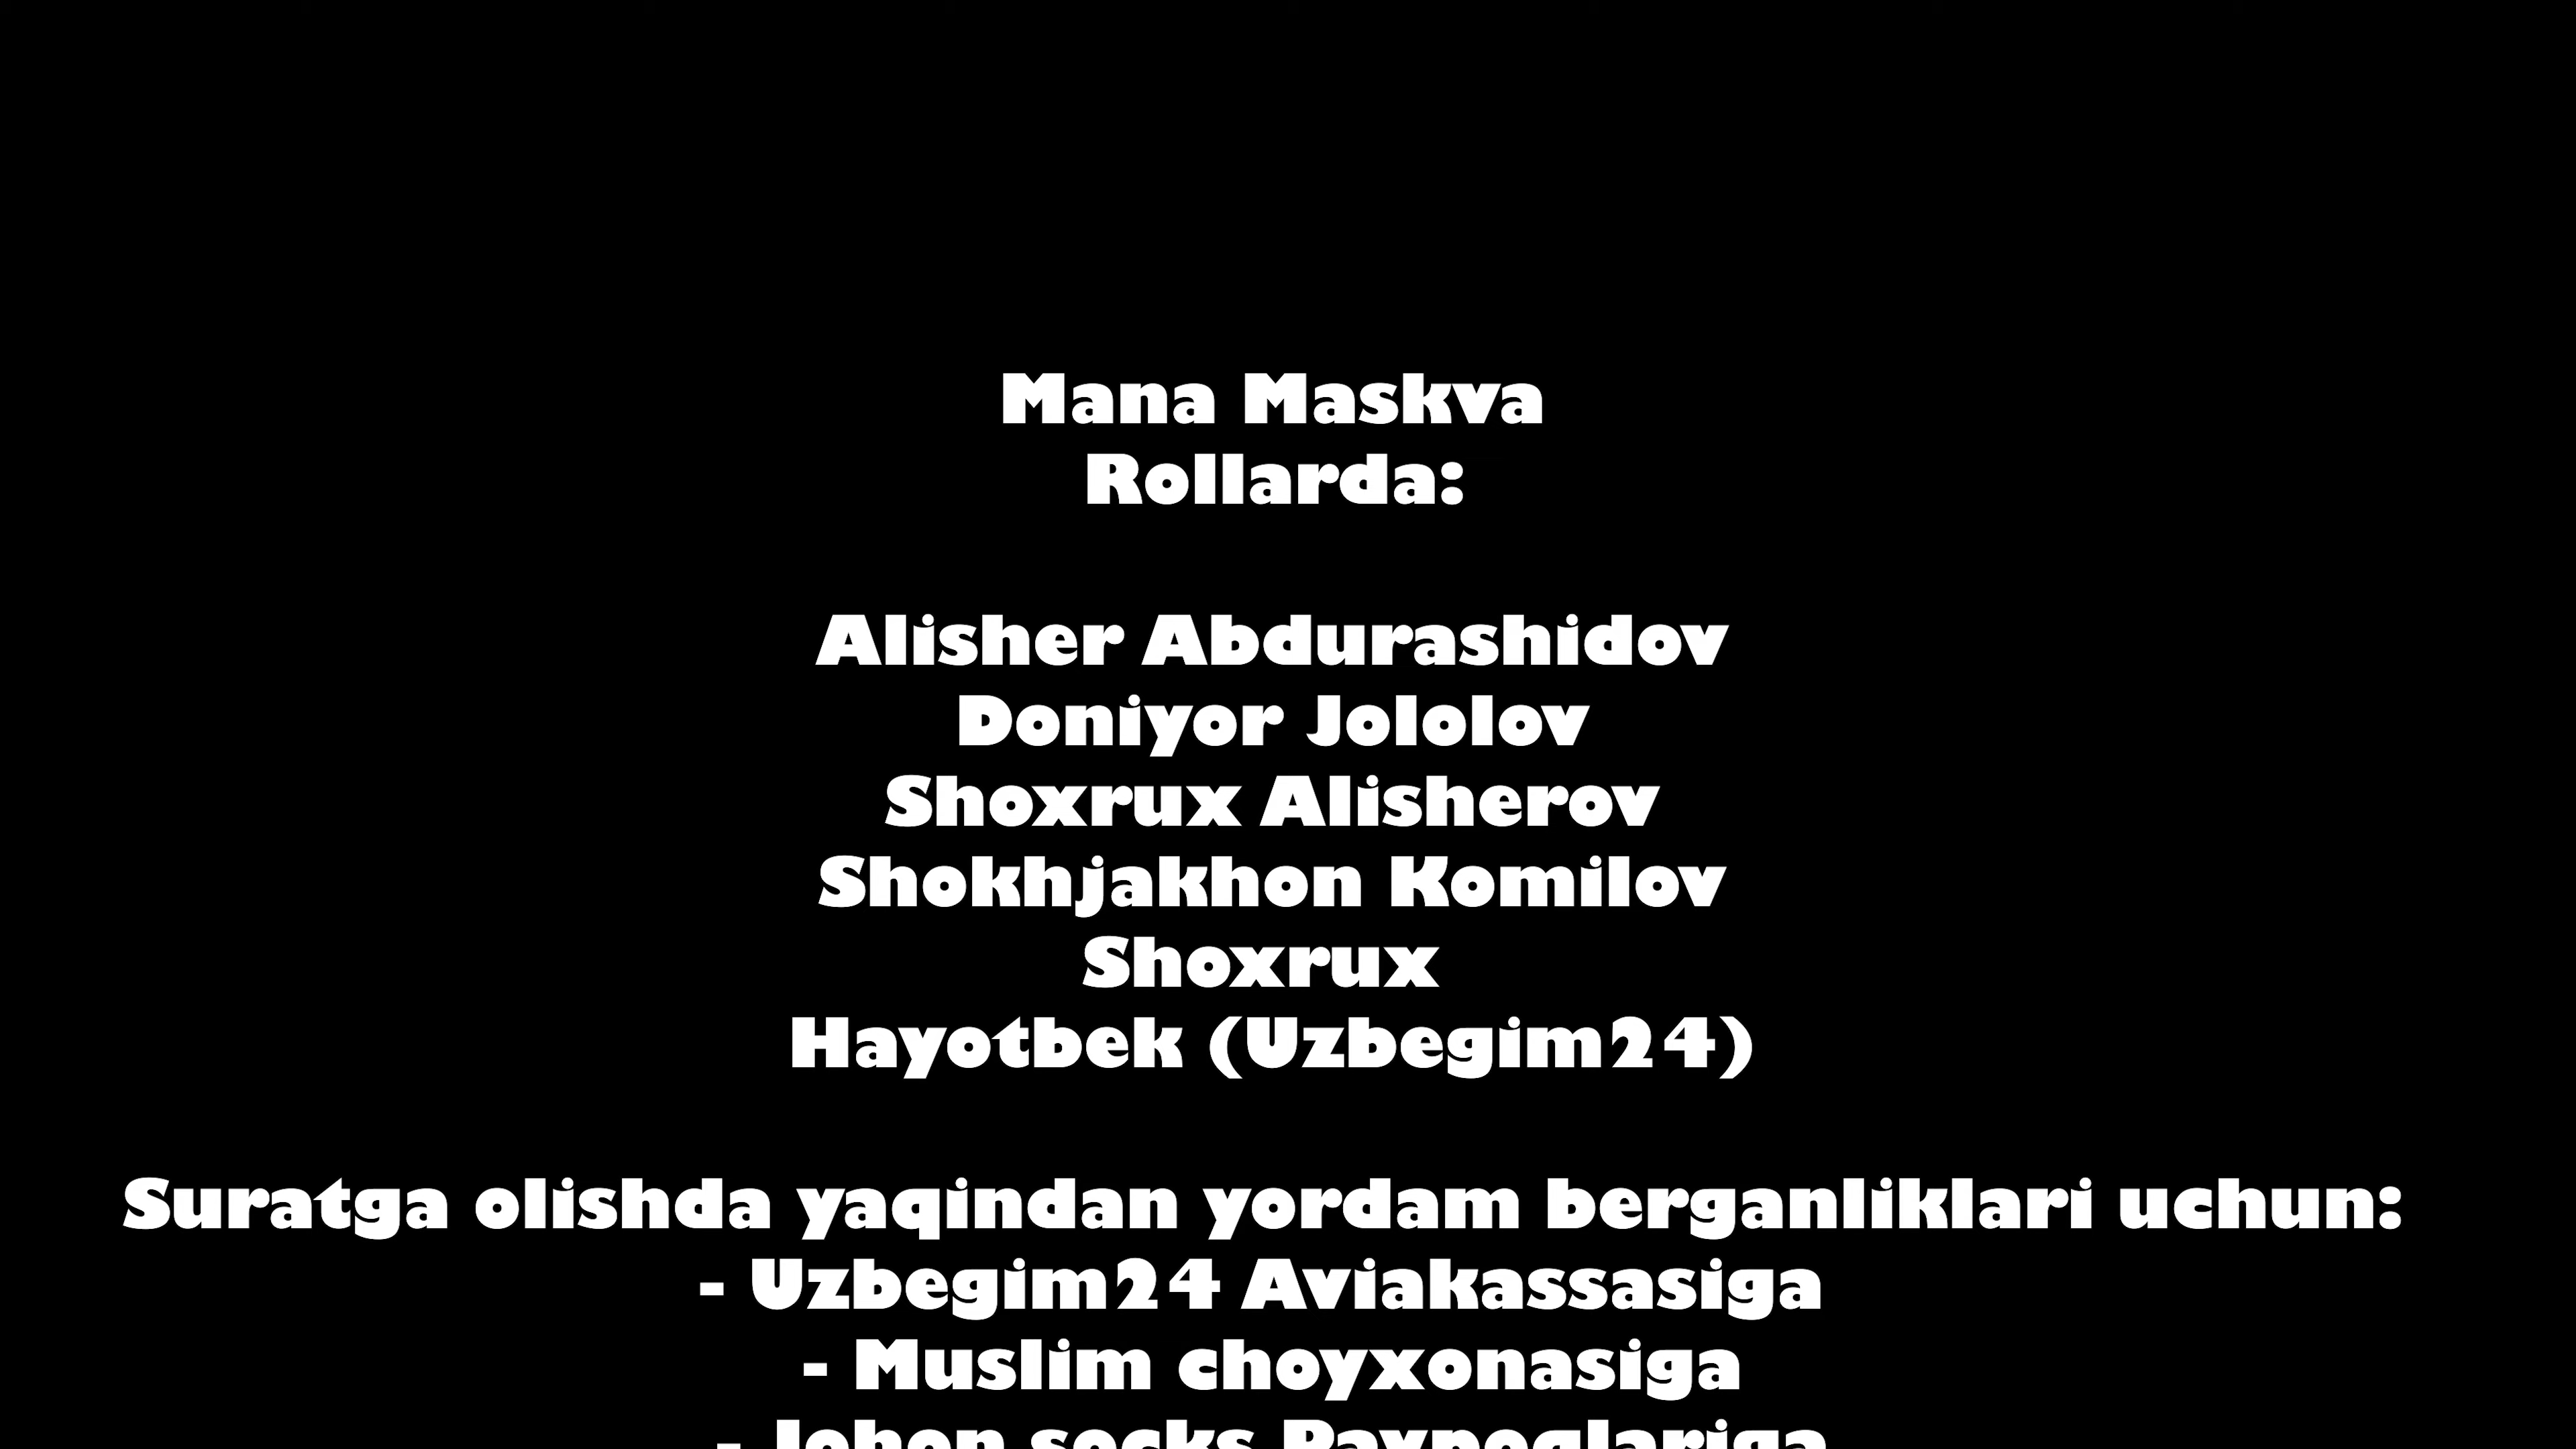 Mana Maskva
Rollarda:
Alisher Abdurashidov
Doniyor Jololov
Shoxrux Alisherov
Shokhjakhon Komilov
Shoxrux
Hayotbek (Uzbegim24)
Suratga olishda yaqindan yordam berganliklari uchun:
- Uzbegim24 Aviakassasiga
- Muslim choyxonasiga
- socks